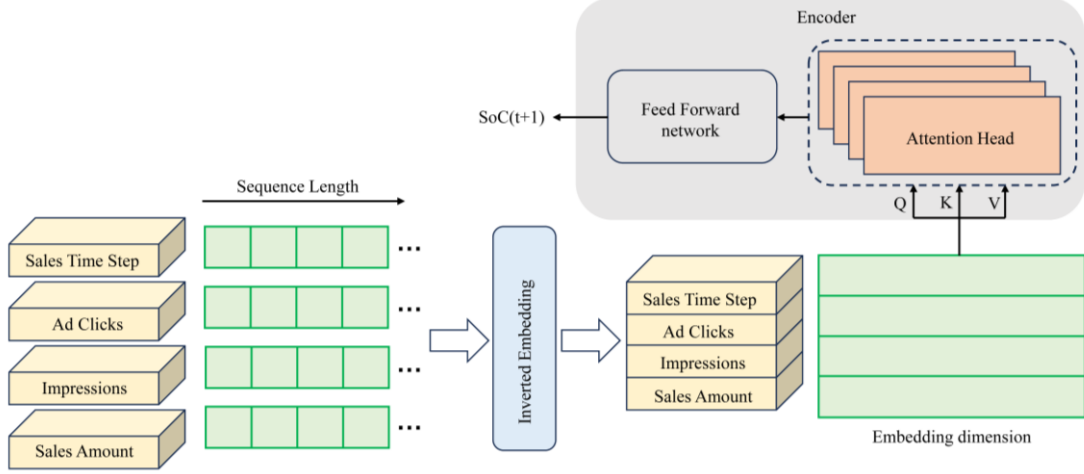 Encoder
Feed Forward
network
Attention Head
SoC(t+1)
Q K V
Sequence Length
Sales Time Step
Ad Clicks
Impressions
Sales Amount
...
...
...
...
Inverted Embedding
Sales Time Step
Ad Clicks
Impressions
Sales Amount
Embedding dimension